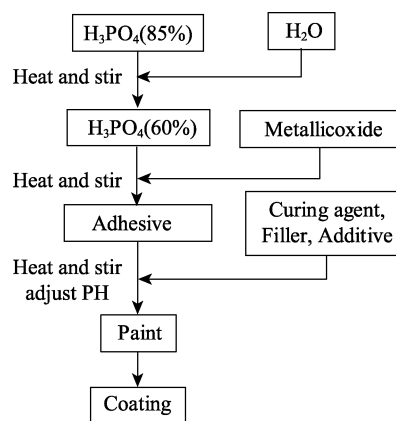 H₃PO₄(85%)
H₂O
Heat and stir
H₃PO₄(60%)
Metallicoxide
Heat and stir
Adhesive
Curing agent,
Filler, Additive
Heat and stir
adjust PH
Paint
Coating